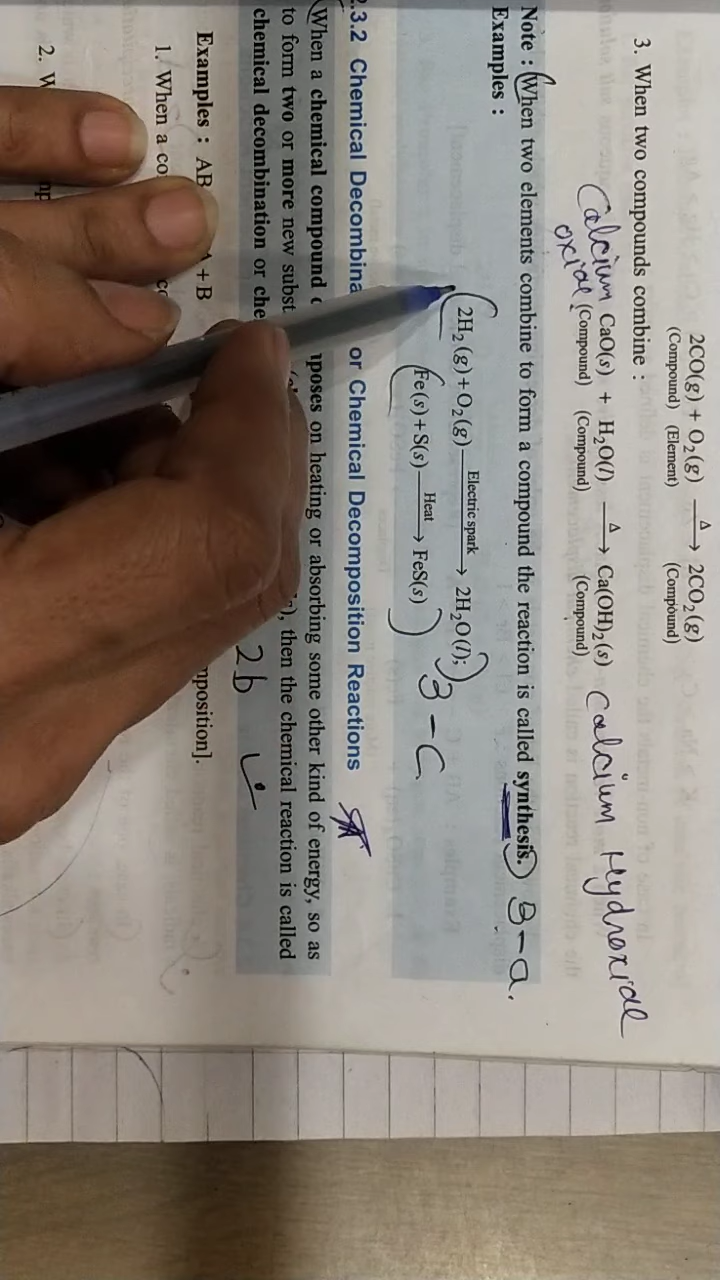 2CO(g) + O₂(g) —Δ→ 2CO₂(g)
(Compound) (Element) (Compound)
3. When two compounds combine :
Calcium oxide CaO(s) + H₂O(l) —Δ→ Ca(OH)₂(s) Calcium Hydroxide
(Compound) (Compound) (Compound)
Note : When two elements combine to form a compound the reaction is called synthesis. 3-a.
Examples :
2H₂(g)+O₂(g) —Electric spark→ 2H₂O(l);
Fe(s)+S(s) —Heat→ FeS(s) 3-C
.3.2 Chemical Decombina or Chemical Decomposition Reactions
When a chemical compound mposes on heating or absorbing some other kind of energy, so as
to form two or more new subst , then the chemical reaction is called
chemical decombination or che 2b i
Examples : AB A + B mposition].
1. When a co
2. W